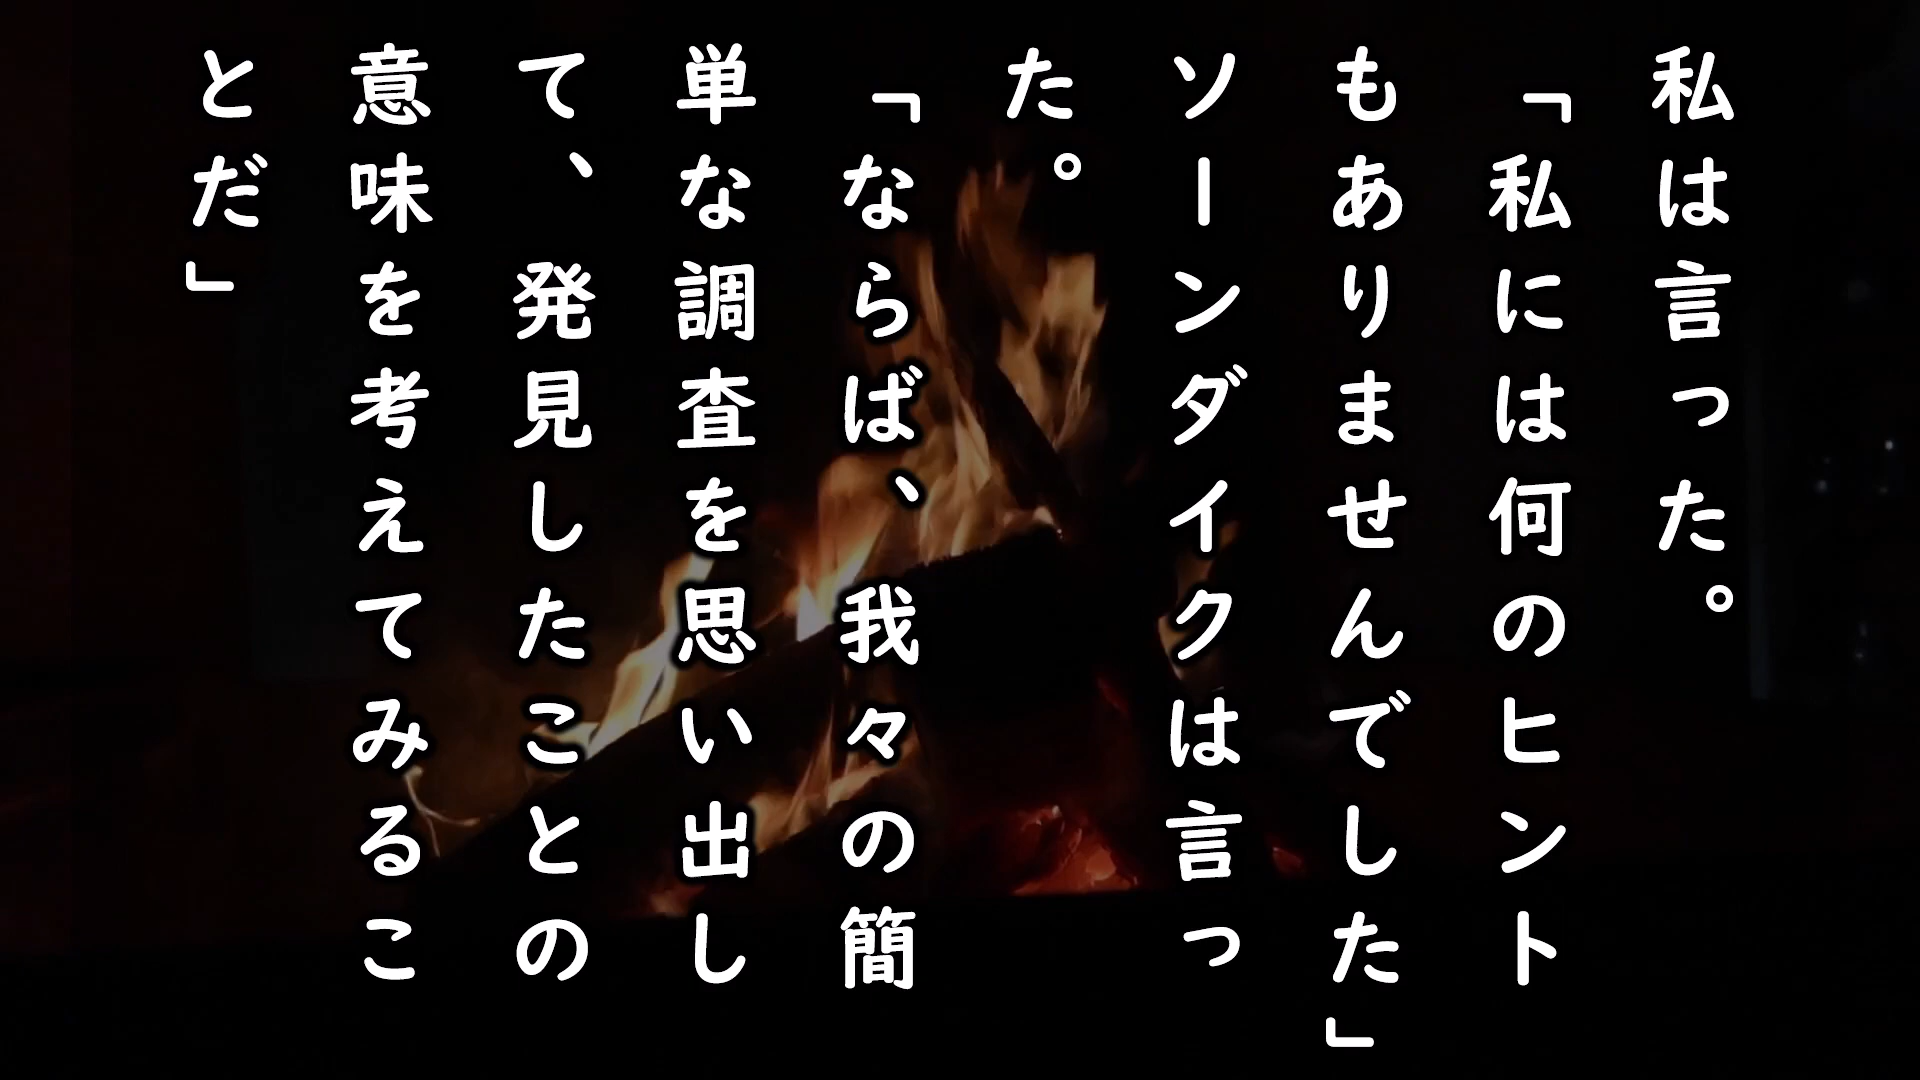 私は言った。
「私には何のヒント
もありませんでした」
ソーンダイクは言っ
た。
「ならば、我々の簡
単な調査を思い出し
て、発見したことの
意味を考えてみるこ
とだ」